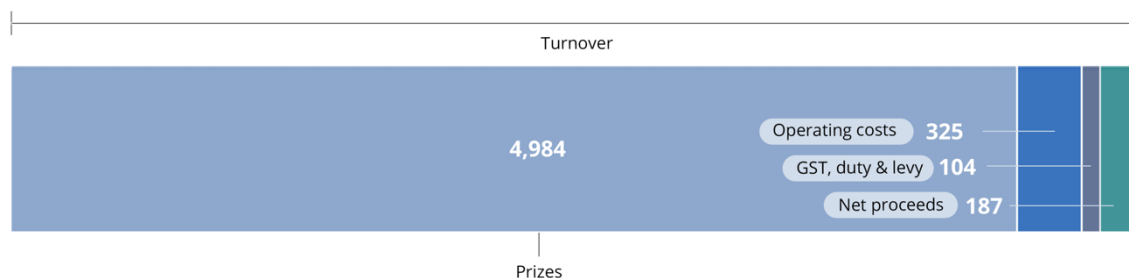 Turnover
4,984
Operating costs 325
GST, duty & levy 104
Net proceeds 187
Prizes